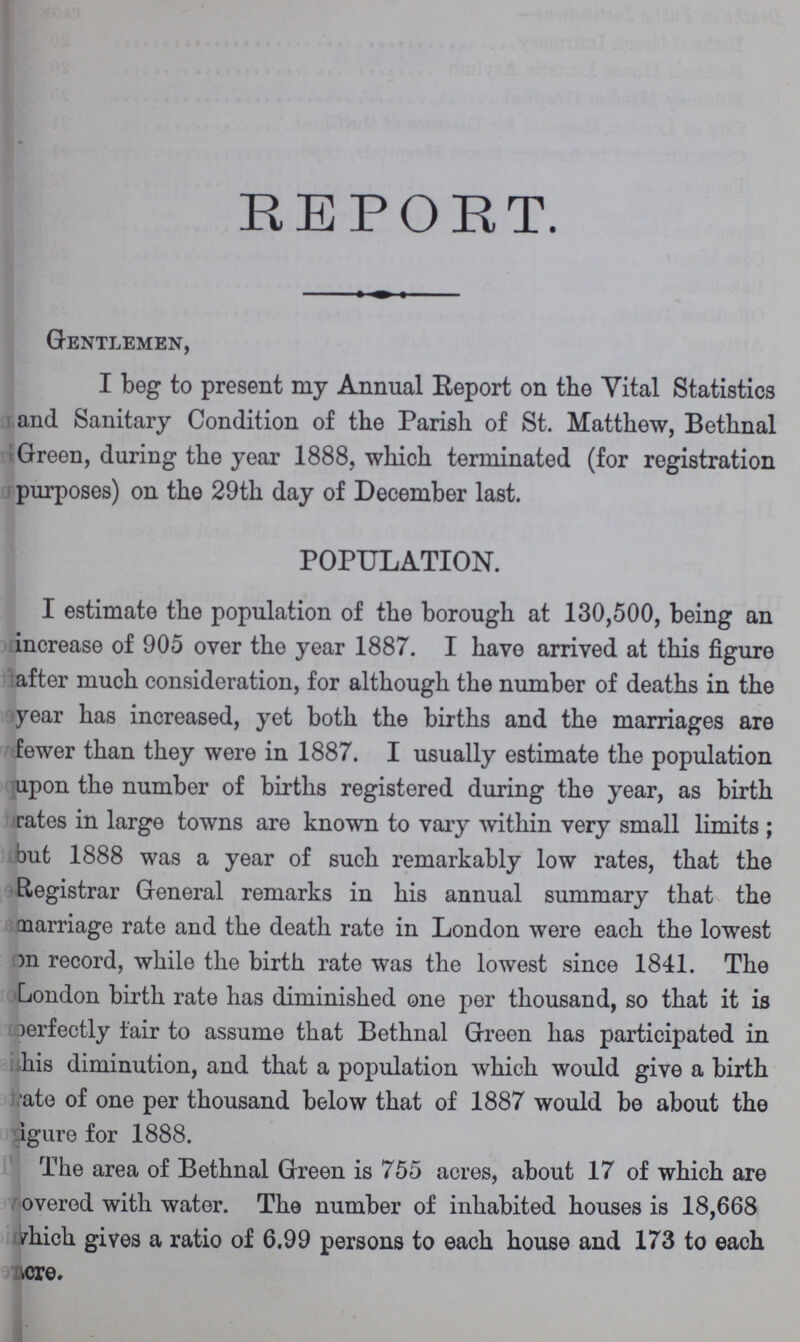 REPORT.
GENTLEMEN,
I beg to present my Annual Report on the Vital Statistics
and Sanitary Condition of the Parish of St. Matthew, Bethnal
Green, during the year 1888, which terminated (for registration
purposes) on the 29th day of December last.
POPULATION.
I estimate the population of the borough at 130,500, being an
increase of 905 over the year 1887. I have arrived at this figure
after much consideration, for although the number of deaths in the
year has increased, yet both the births and the marriages are
fewer than they were in 1887. I usually estimate the population
upon the number of births registered during the year, as birth
rates in large towns are known to vary within very small limits ;
but 1888 was a year of such remarkably low rates, that the
Registrar General remarks in his annual summary that the
marriage rate and the death rate in London were each the lowest
on record, while the birth rate was the lowest since 1841. The
London birth rate has diminished one per thousand, so that it is
perfectly fair to assume that Bethnal Green has participated in
this diminution, and that a population which would give a birth
rate of one per thousand below that of 1887 would be about the
figure for 1888.
The area of Bethnal Green is 755 acres, about 17 of which are
covered with water. The number of inhabited houses is 18,668
which gives a ratio of 6.99 persons to each house and 173 to each
acre.